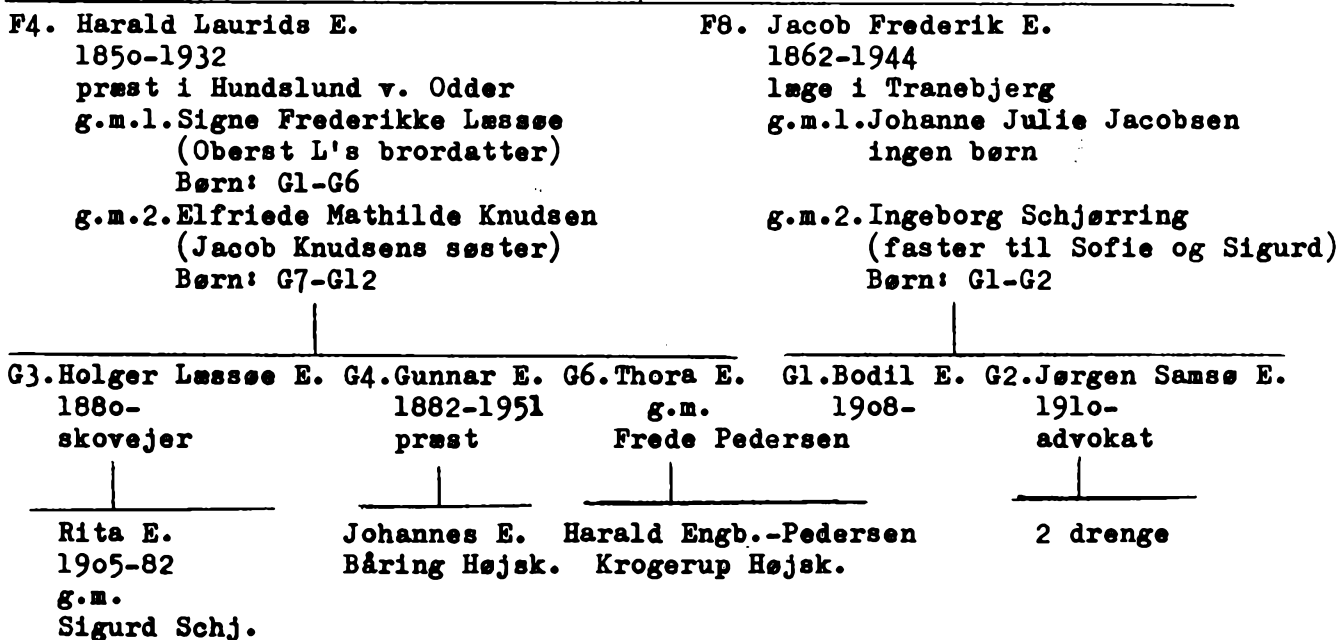 F4. Harald Laurids E.
1850-1932
præst i Hundslund v. Odder
g.m.1.Signe Frederikke Læssøe
(Oberst L's brordatter)
Børn: G1-G6
g.m.2.Elfriede Mathilde Knudsen
(Jacob Knudsens søster)
Børn: G7-G12
F8. Jacob Frederik E.
1862-1944
læge i Tranebjerg
g.m.1.Johanne Julie Jacobsen
ingen børn
g.m.2.Ingeborg Schjørring
(faster til Sofie og Sigurd)
Børn: G1-G2
G3.Holger Læssøe E. G4.Gunnar E. G6.Thora E. G1.Bodil E. G2.Jørgen Samsø E.
1880- 1882-1951 g.m. 1908- 1910-
skovejer præst Frede Pedersen advokat
Rita E. Johannes E. Harald Engb.-Pedersen 2 drenge
1905-82 Båring Højsk. Krogerup Højsk.
g.m.
Sigurd Schj.